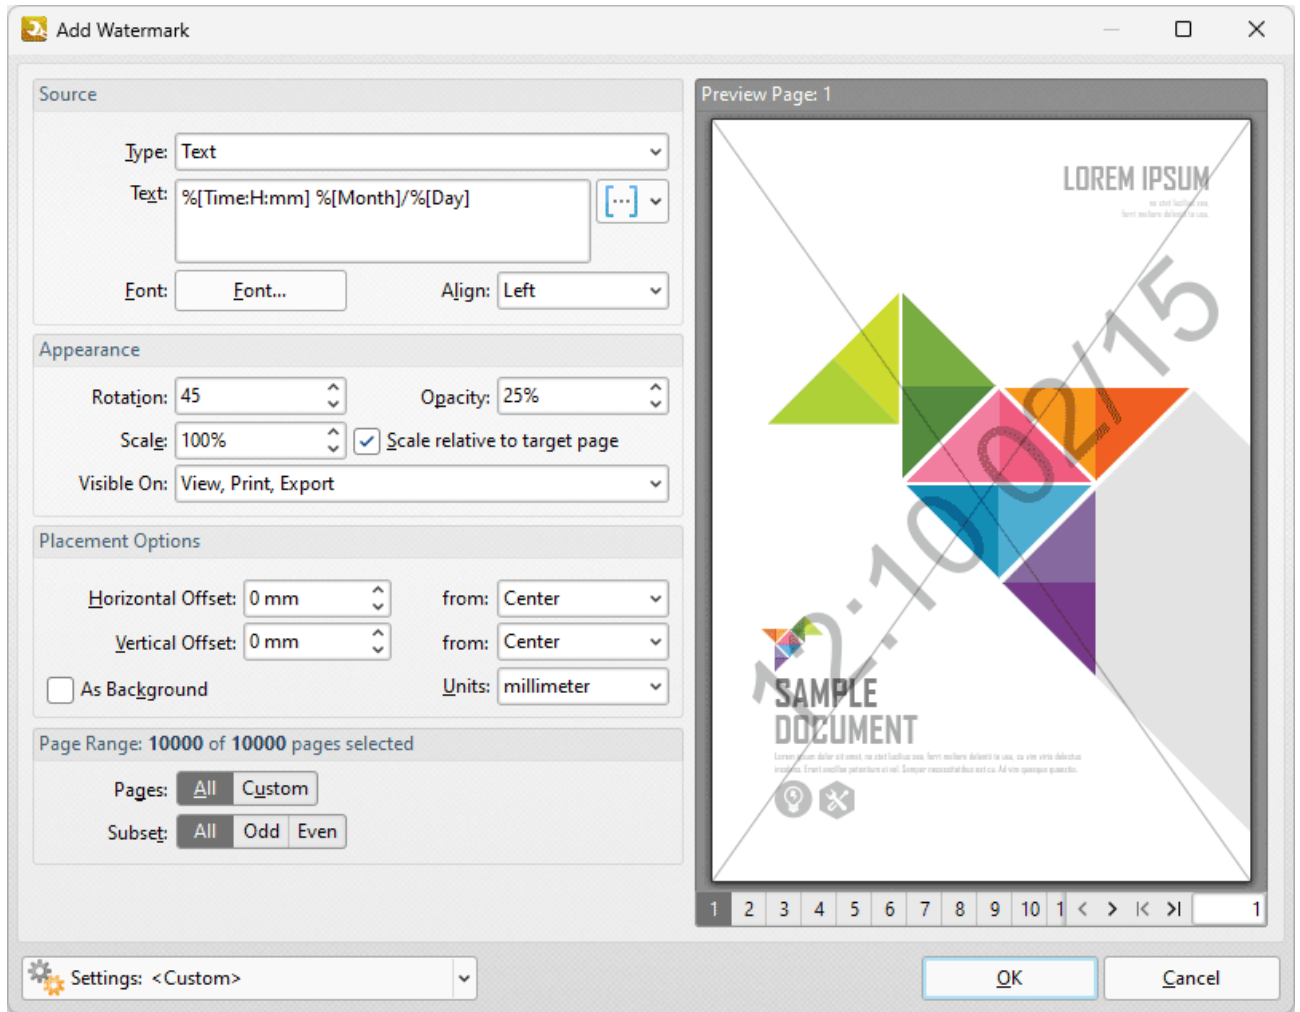 Add Watermark
Source
Type: Text
Text: %[Time:H:mm] %[Month]/%[Day]
Font: Font... Align: Left
Appearance
Rotation: 45 Opacity: 25%
Scale: 100% Scale relative to target page
Visible On: View, Print, Export
Placement Options
Horizontal Offset: 0 mm from: Center
Vertical Offset: 0 mm from: Center
As Background Units: millimeter
Page Range: 10000 of 10000 pages selected
Pages: All Custom
Subset: All Odd Even
Preview Page: 1
LOREM IPSUM
12:10 02/15
SAMPLE
DOCUMENT
1 2 3 4 5 6 7 8 9 10 1 1
Settings: <Custom>
OK Cancel